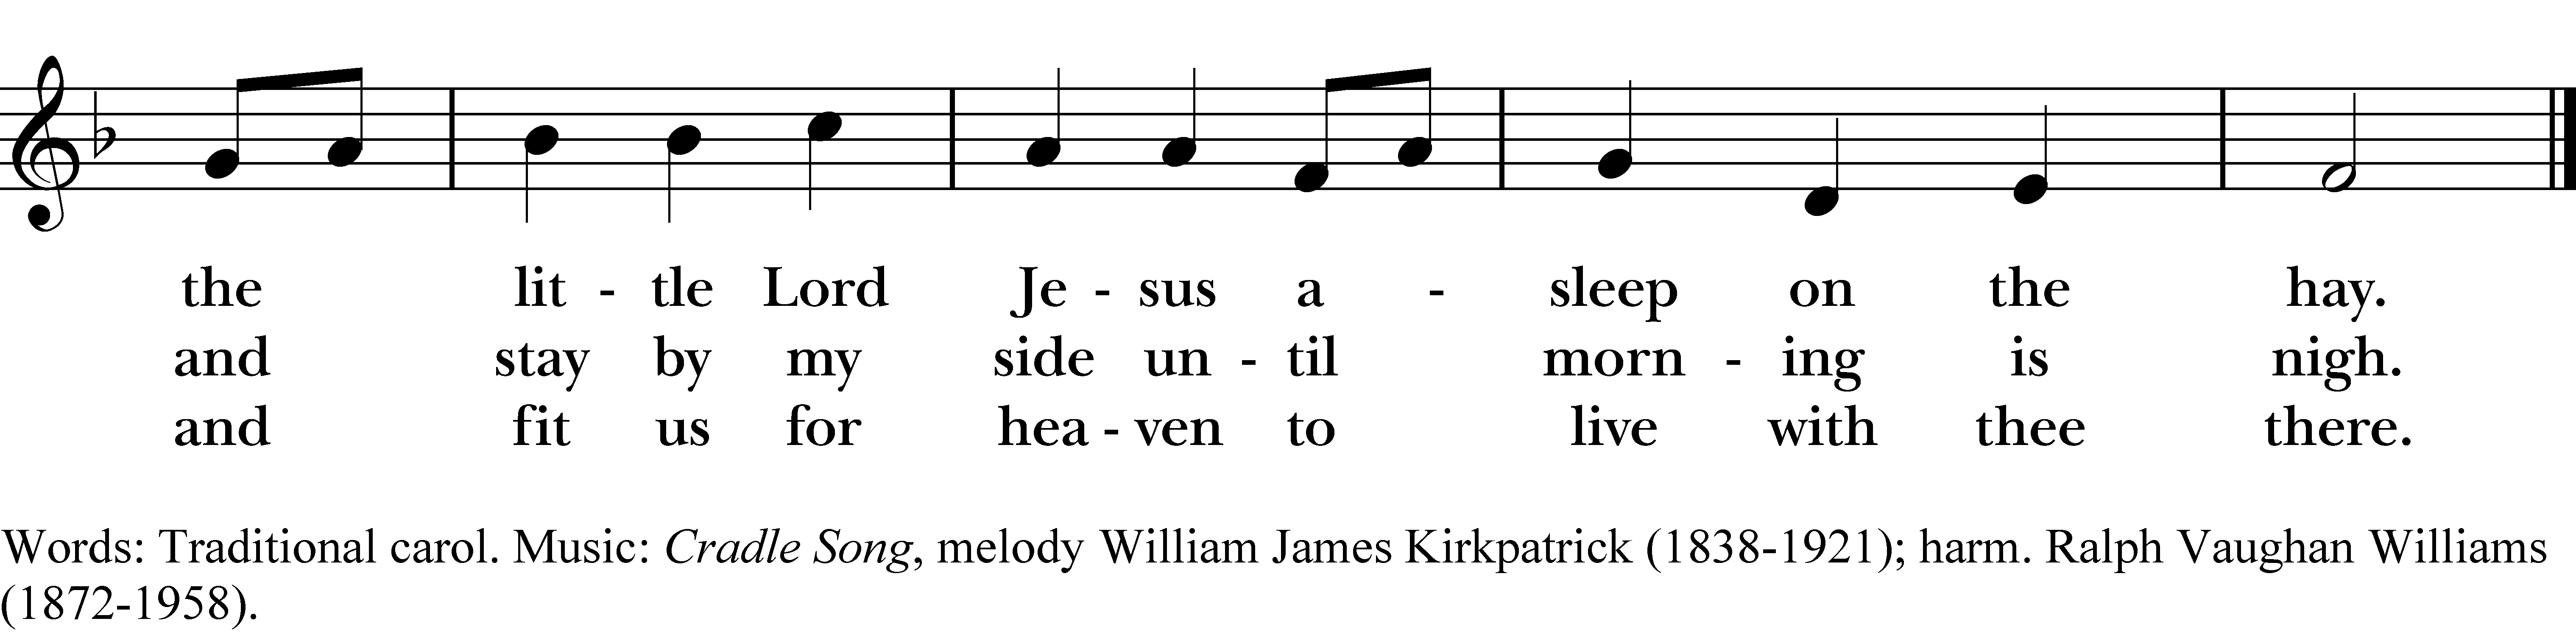 the lit - tle Lord Je - sus a - sleep on the hay.
and stay by my side un - til morn - ing is nigh.
and fit us for hea - ven to live with thee there.
Words: Traditional carol. Music: Cradle Song, melody William James Kirkpatrick (1838-1921); harm. Ralph Vaughan Williams
(1872-1958).